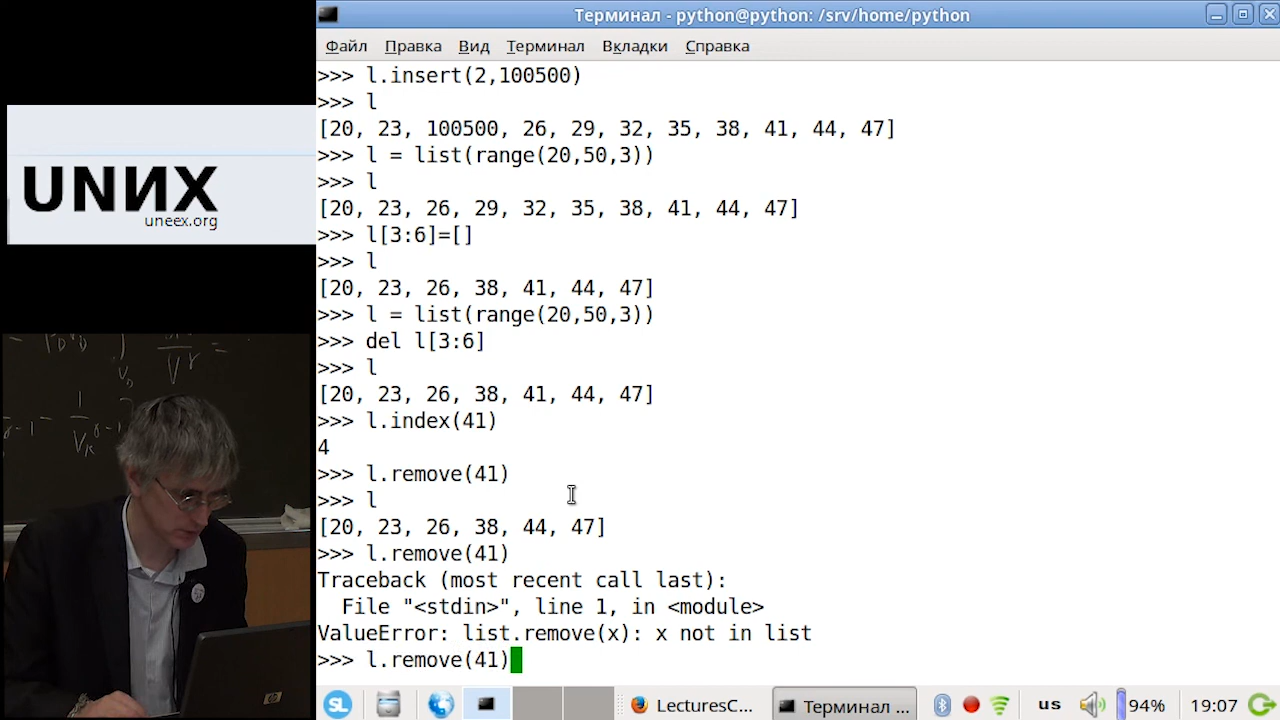 Терминал - python@python: /srv/home/python
Файл Правка Вид Терминал Вкладки Справка
>>> l.insert(2,100500)
>>> l
[20, 23, 100500, 26, 29, 32, 35, 38, 41, 44, 47]
>>> l = list(range(20,50,3))
>>> l
[20, 23, 26, 29, 32, 35, 38, 41, 44, 47]
>>> l[3:6]=[]
>>> l
[20, 23, 26, 38, 41, 44, 47]
>>> l = list(range(20,50,3))
>>> del l[3:6]
>>> l
[20, 23, 26, 38, 41, 44, 47]
>>> l.index(41)
4
>>> l.remove(41)
>>> l
[20, 23, 26, 38, 44, 47]
>>> l.remove(41)
Traceback (most recent call last):
  File "<stdin>", line 1, in <module>
ValueError: list.remove(x): x not in list
>>> l.remove(41)
UNИX
uneex.org
hp
SL LecturesC... Терминал ... us 94% 19:07